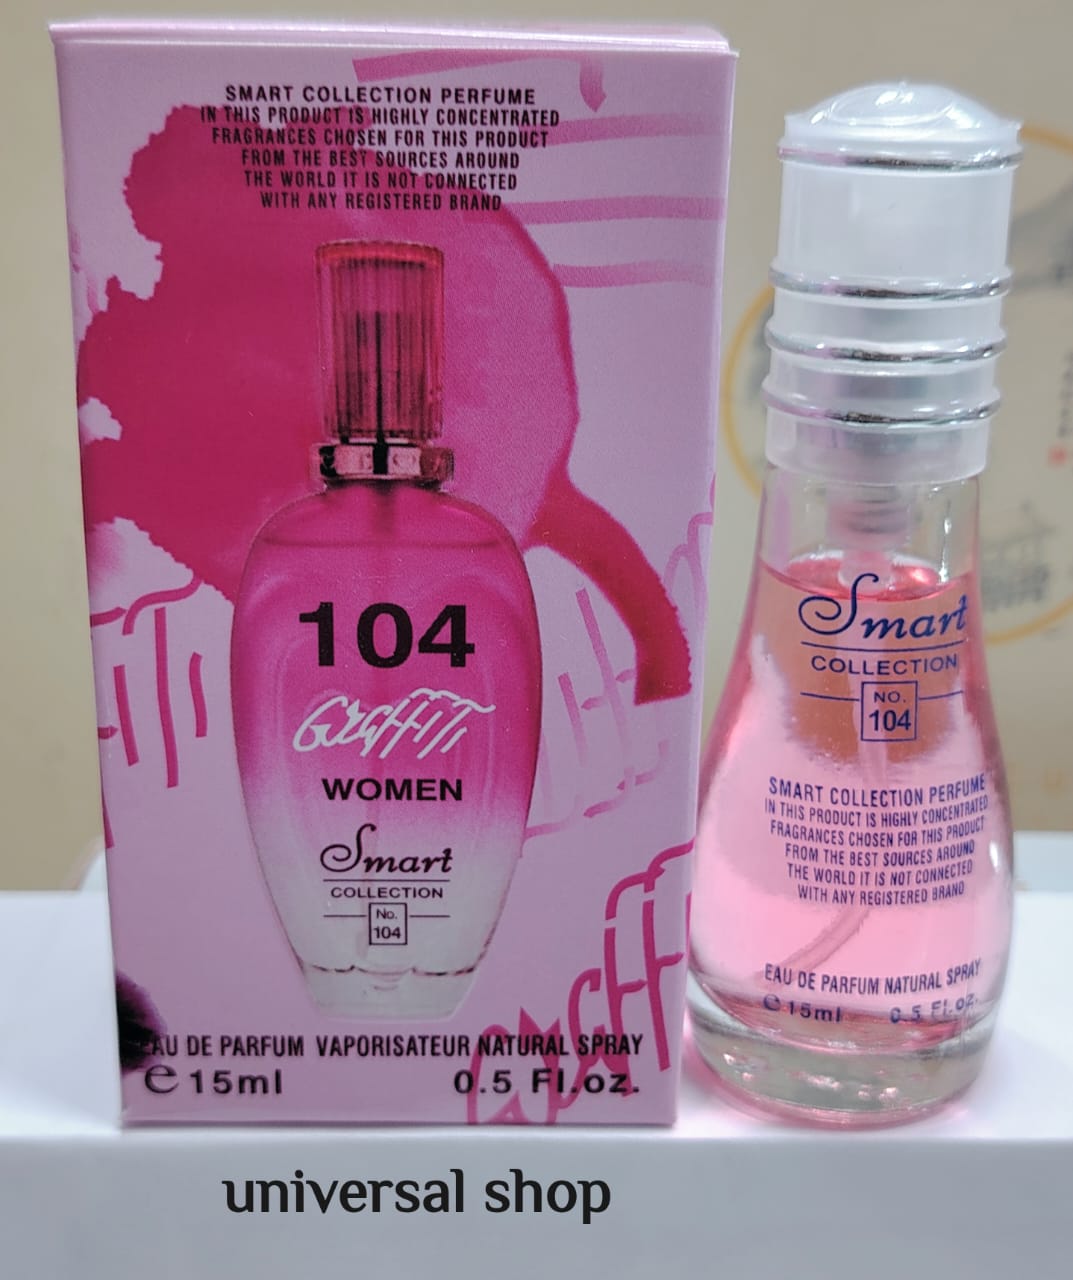 SMART COLLECTION PERFUME
IN THIS PRODUCT IS HIGHLY CONCENTRATED
FRAGRANCES CHOSEN FOR THIS PRODUCT
FROM THE BEST SOURCES AROUND
THE WORLD IT IS NOT CONNECTED
WITH ANY REGISTERED BRAND
104
Graffiti
WOMEN
Smart
COLLECTION
No.
104
EAU DE PARFUM VAPORISATEUR NATURAL SPRAY
e 15ml 0.5 Fl.oz.
Smart
COLLECTION
NO.
104
SMART COLLECTION PERFUME
IN THIS PRODUCT IS HIGHLY CONCENTRATED
FRAGRANCES CHOSEN FOR THIS PRODUCT
FROM THE BEST SOURCES AROUND
THE WORLD IT IS NOT CONNECTED
WITH ANY REGISTERED BRAND
EAU DE PARFUM NATURAL SPRAY
e 15ml 0.5 Fl.oz.
universal shop